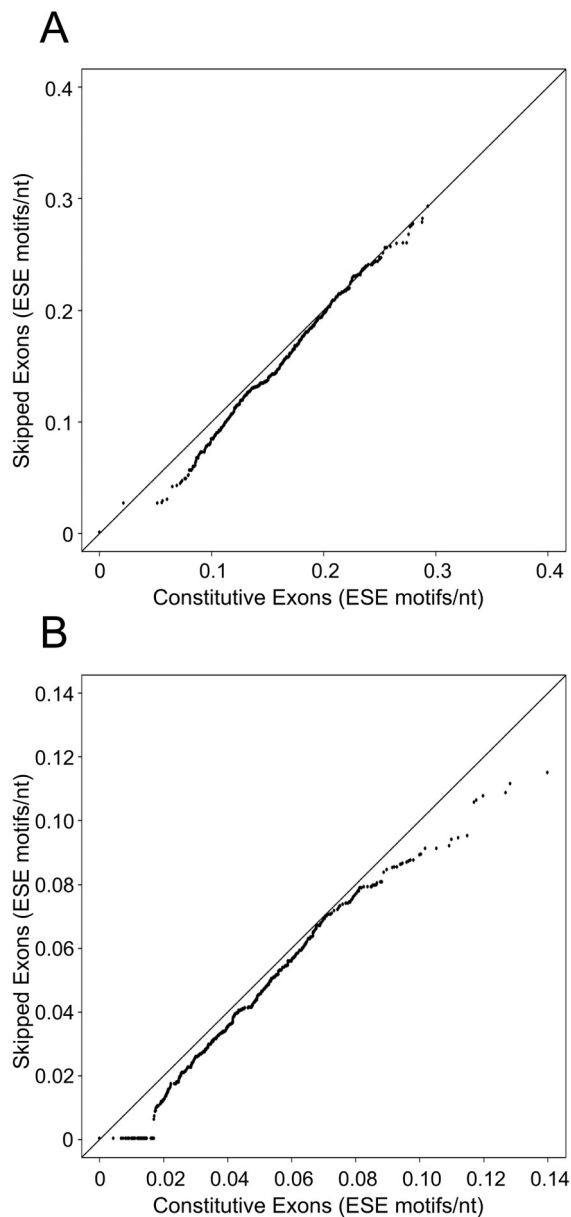 A
0.4
0.3
0.2
0.1
0
Skipped Exons (ESE motifs/nt)
0 0.1 0.2 0.3 0.4
Constitutive Exons (ESE motifs/nt)
B
0.14
0.12
0.10
0.08
0.06
0.04
0.02
0
Skipped Exons (ESE motifs/nt)
0 0.02 0.04 0.06 0.08 0.10 0.12 0.14
Constitutive Exons (ESE motifs/nt)